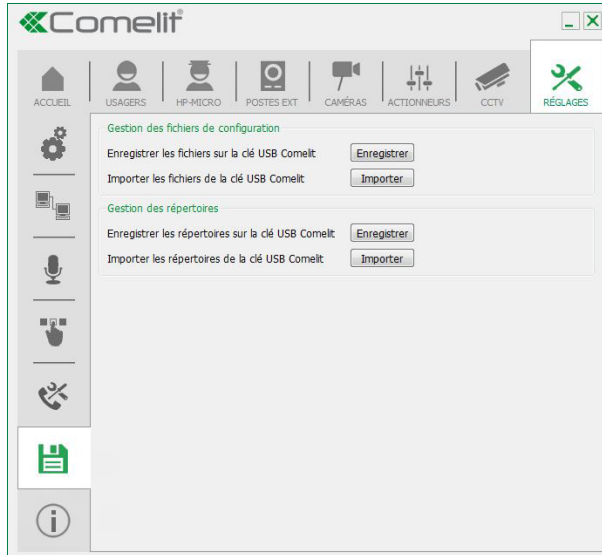 Comelit®
ACCUEIL
USAGERS
HP-MICRO
POSTES EXT
CAMÉRAS
ACTIONNEURS
CCTV
RÉGLAGES
Gestion des fichiers de configuration
Enregistrer les fichiers sur la clé USB Comelit Enregistrer
Importer les fichiers de la clé USB Comelit Importer
Gestion des répertoires
Enregistrer les répertoires sur la clé USB Comelit Enregistrer
Importer les répertoires de la clé USB Comelit Importer